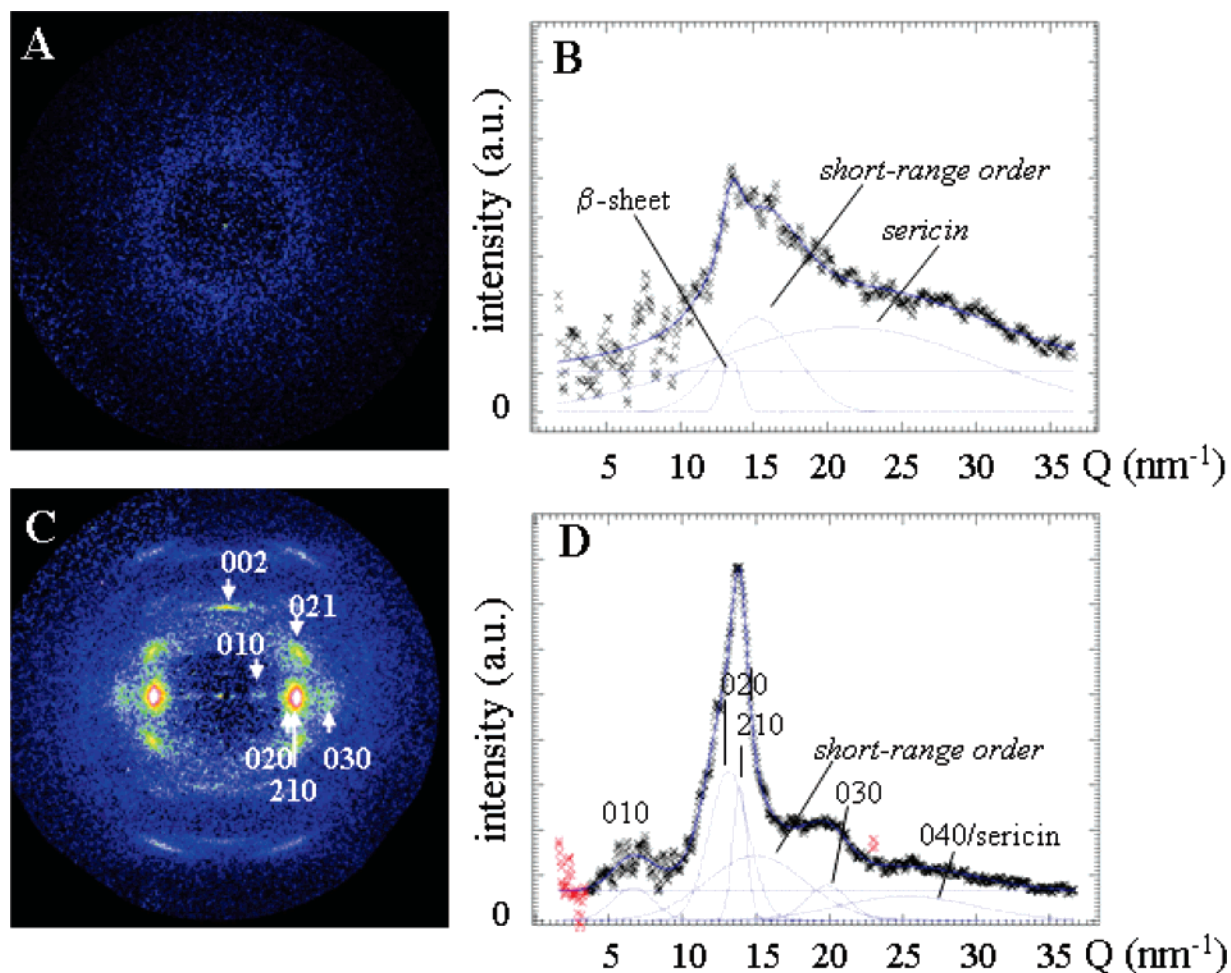 A
B
intensity (a.u.)
β-sheet
short-range order
sericin
0
5 10 15 20 25 30 35 Q (nm⁻¹)
C
002
021
010
020
030
210
D
intensity (a.u.)
010
020
210
short-range order
030
040/sericin
0
5 10 15 20 25 30 35 Q (nm⁻¹)